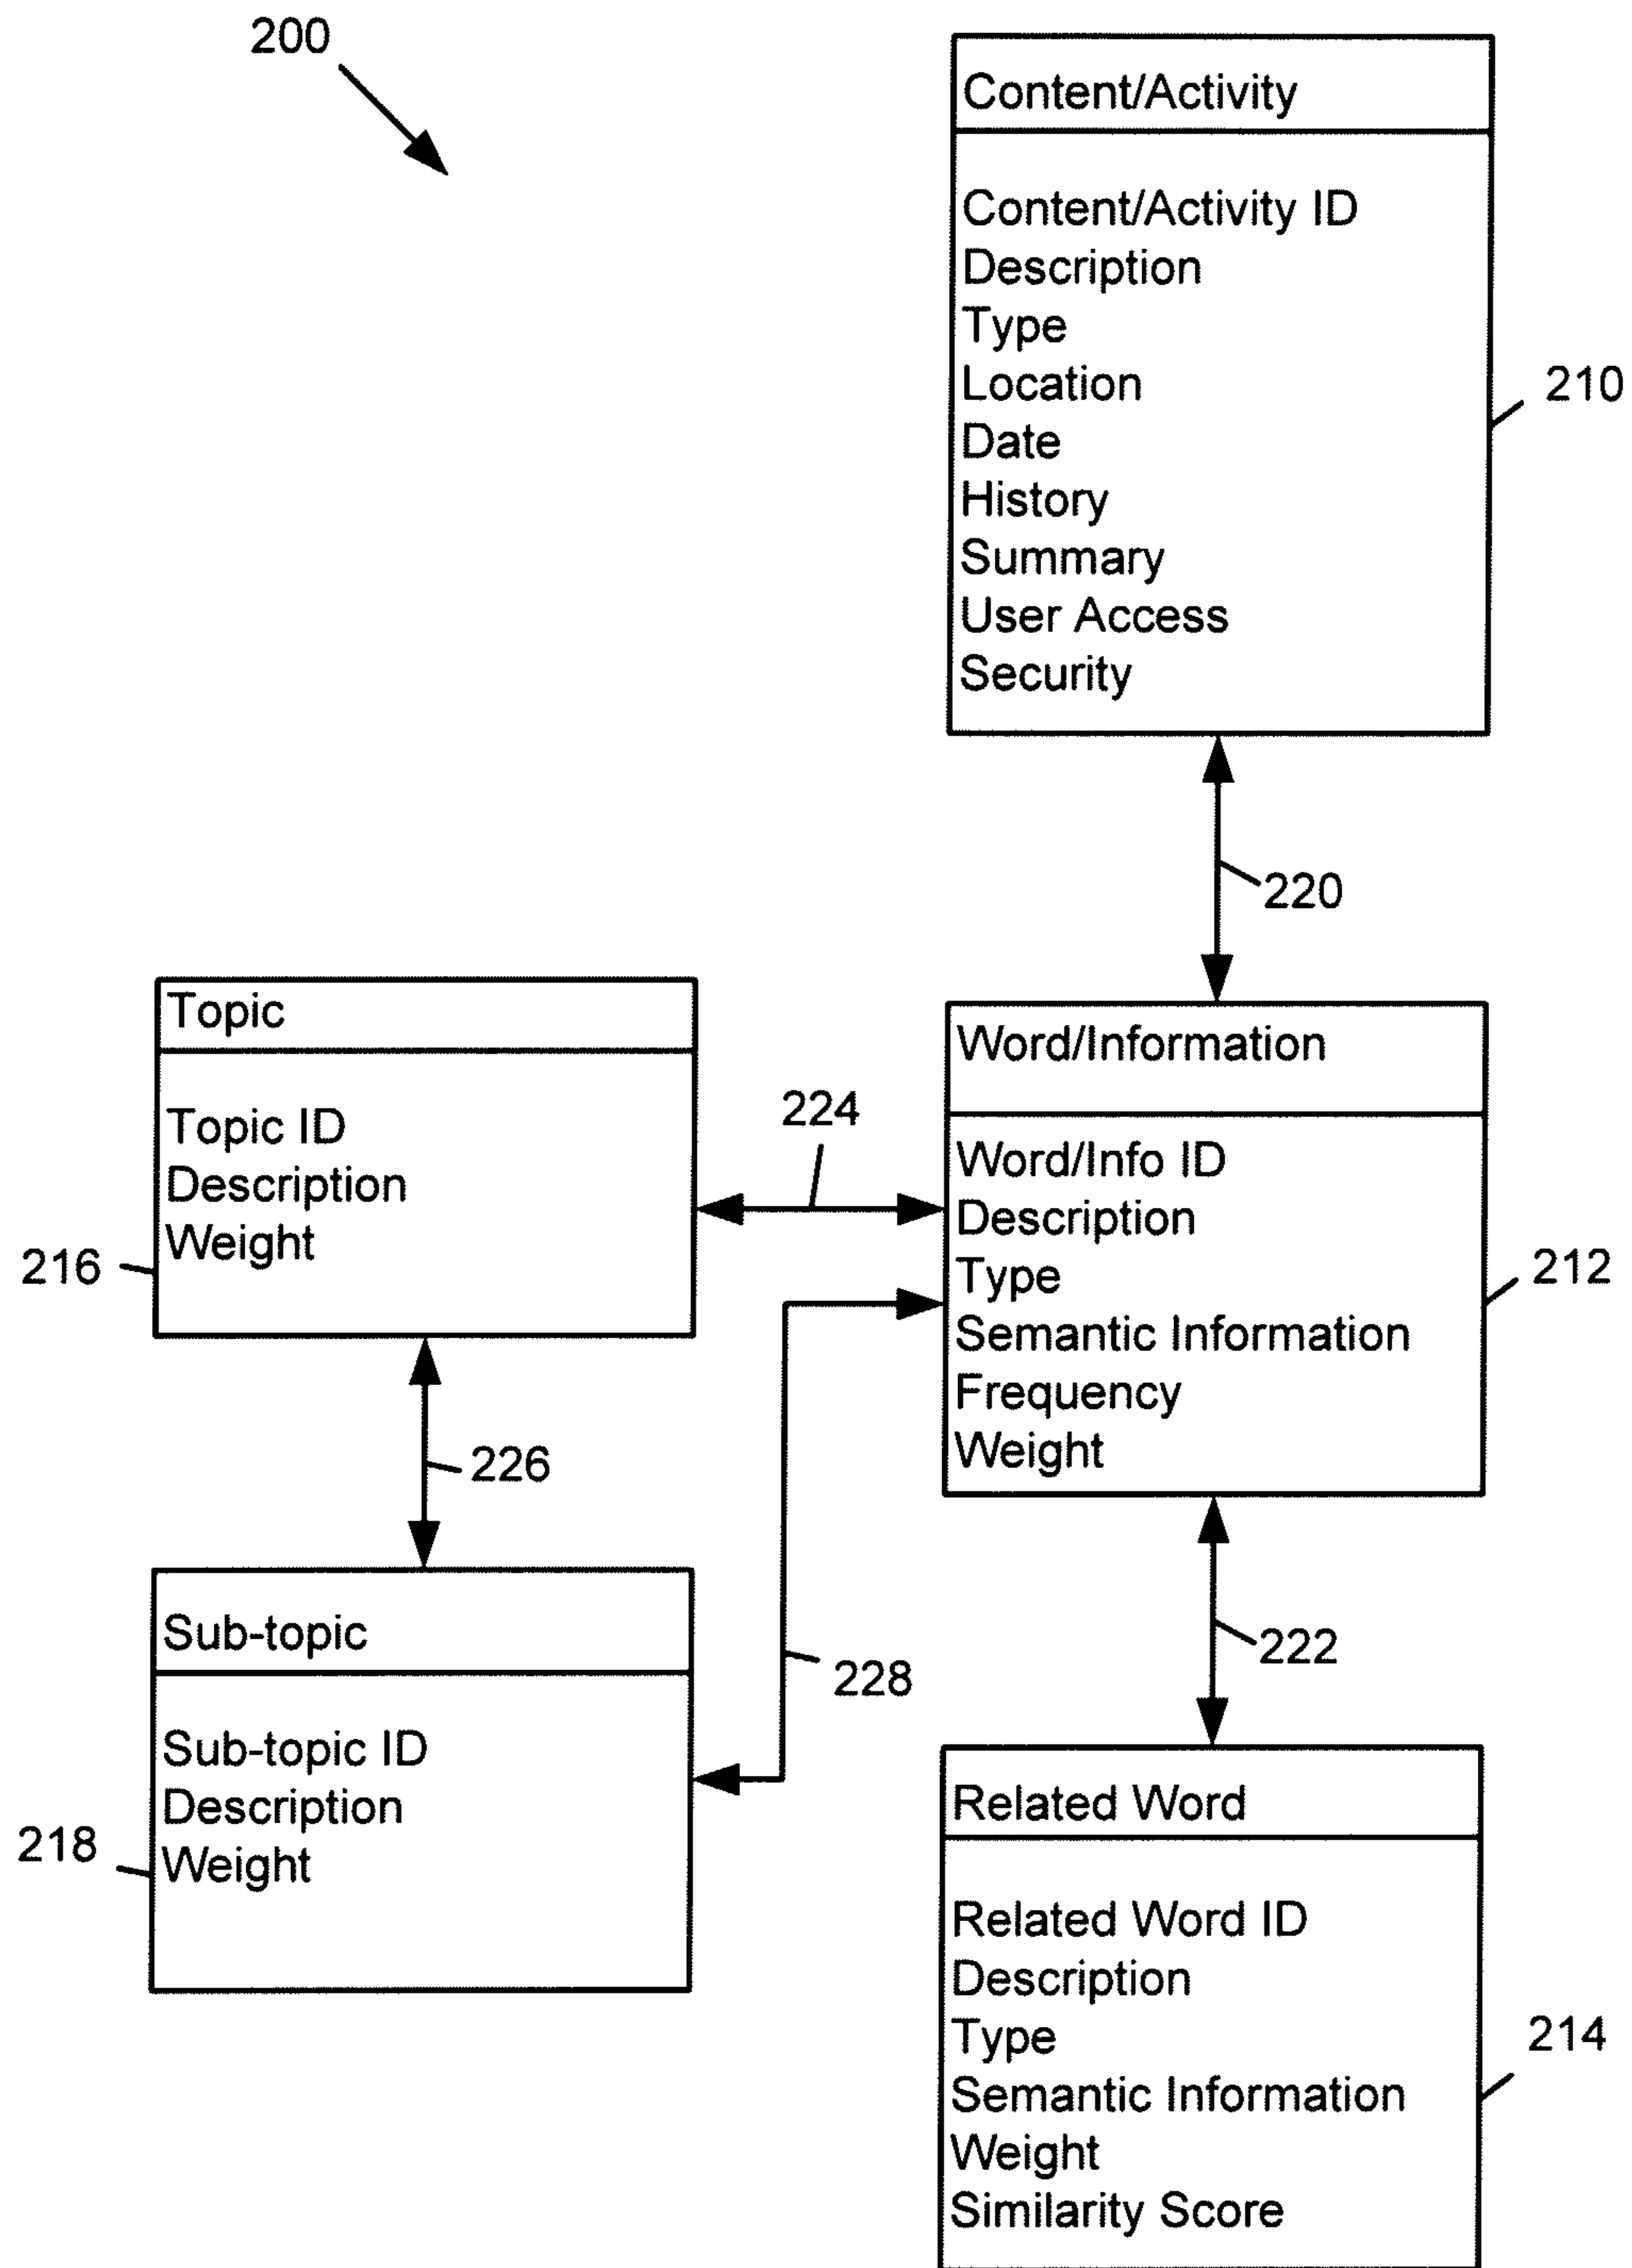 200
Content/Activity
Content/Activity ID
Description
Type
Location
Date
History
Summary
User Access
Security
210
220
Topic
Topic ID
Description
Weight
216
224
Word/Information
Word/Info ID
Description
Type
Semantic Information
Frequency
Weight
212
226
228
222
Sub-topic
Sub-topic ID
Description
Weight
218
Related Word
Related Word ID
Description
Type
Semantic Information
Weight
Similarity Score
214